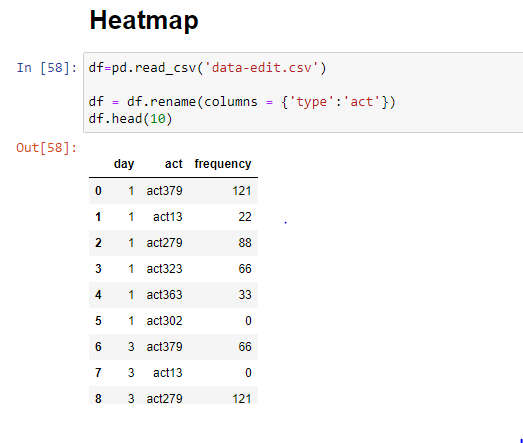 Heatmap
In [58]: df=pd.read_csv('data-edit.csv')
df = df.rename(columns = {'type':'act'})
df.head(10)
Out[58]:
day act frequency
0 1 act379 121
1 1 act13 22
2 1 act279 88
3 1 act323 66
4 1 act363 33
5 1 act302 0
6 3 act379 66
7 3 act13 0
8 3 act279 121